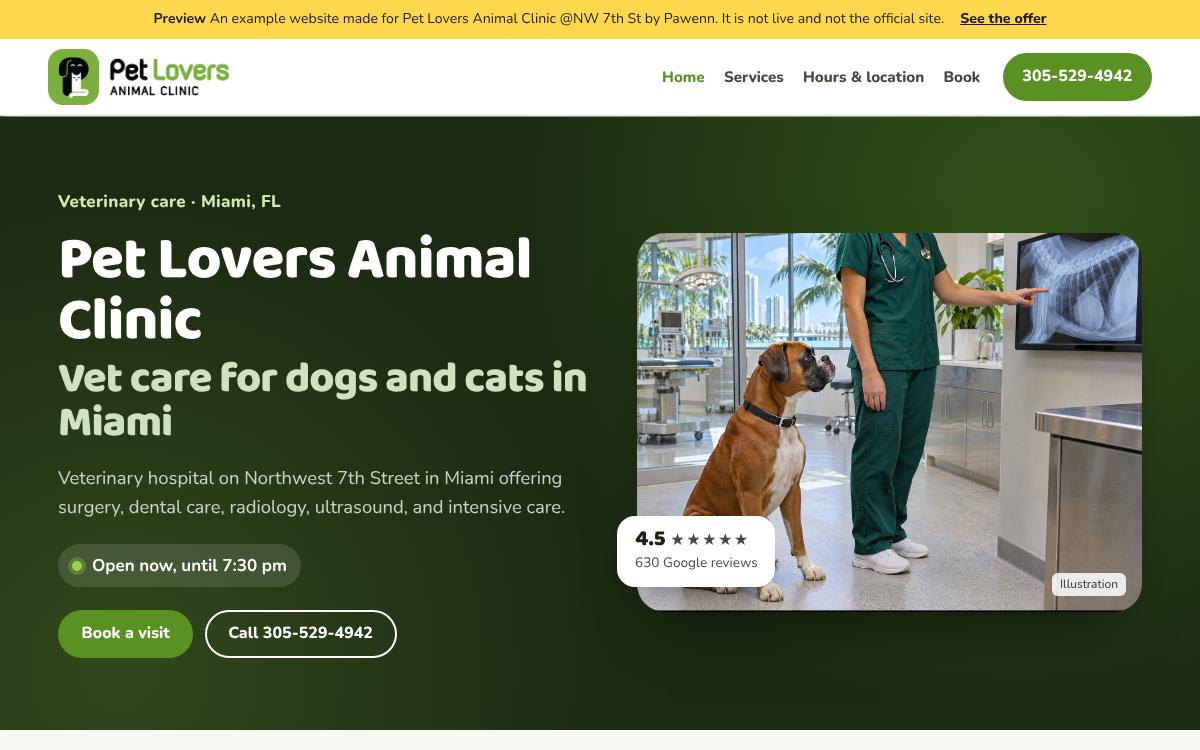 Preview An example website made for Pet Lovers Animal Clinic @NW 7th St by Pawenn. It is not live and not the official site. See the offer
Pet Lovers
ANIMAL CLINIC
Home Services Hours & location Book 305-529-4942
Veterinary care · Miami, FL
Pet Lovers Animal
Clinic
Vet care for dogs and cats in
Miami
Veterinary hospital on Northwest 7th Street in Miami offering
surgery, dental care, radiology, ultrasound, and intensive care.
Open now, until 7:30 pm
Book a visit Call 305-529-4942
4.5 ★★★★★
630 Google reviews
Illustration